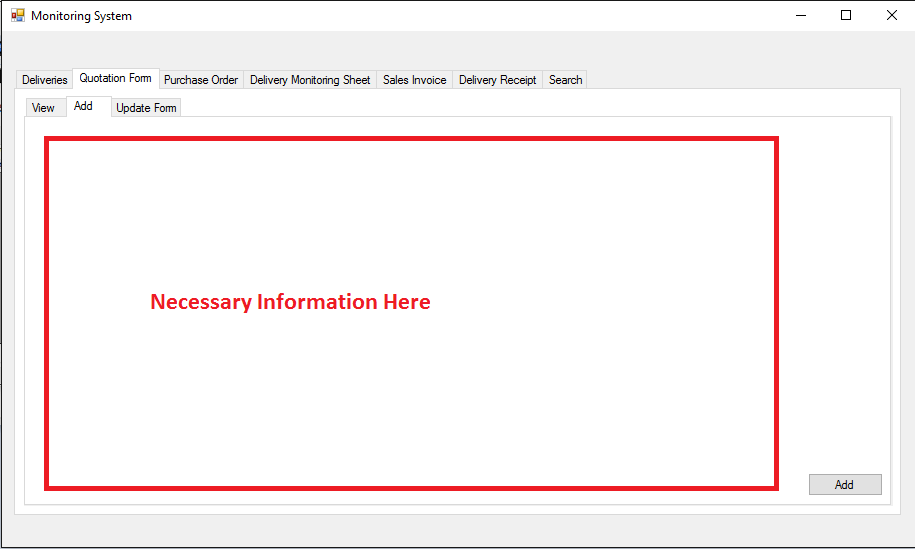 Monitoring System
Deliveries Quotation Form Purchase Order Delivery Monitoring Sheet Sales Invoice Delivery Receipt Search
View Add Update Form
Necessary Information Here
Add